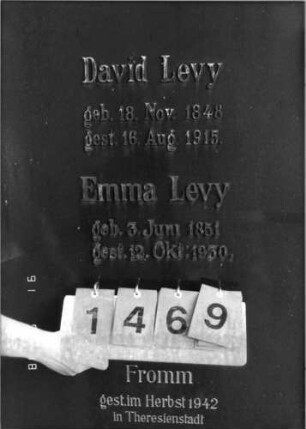 David Levy
geb. 18. Nov. 1848
gest. 16. Aug 1915.
Emma Levy
geb. 3. Juni 1851
gest. 12. Okt. 1930.
1469
Fromm
gest. im Herbst 1942
in Theresienstadt